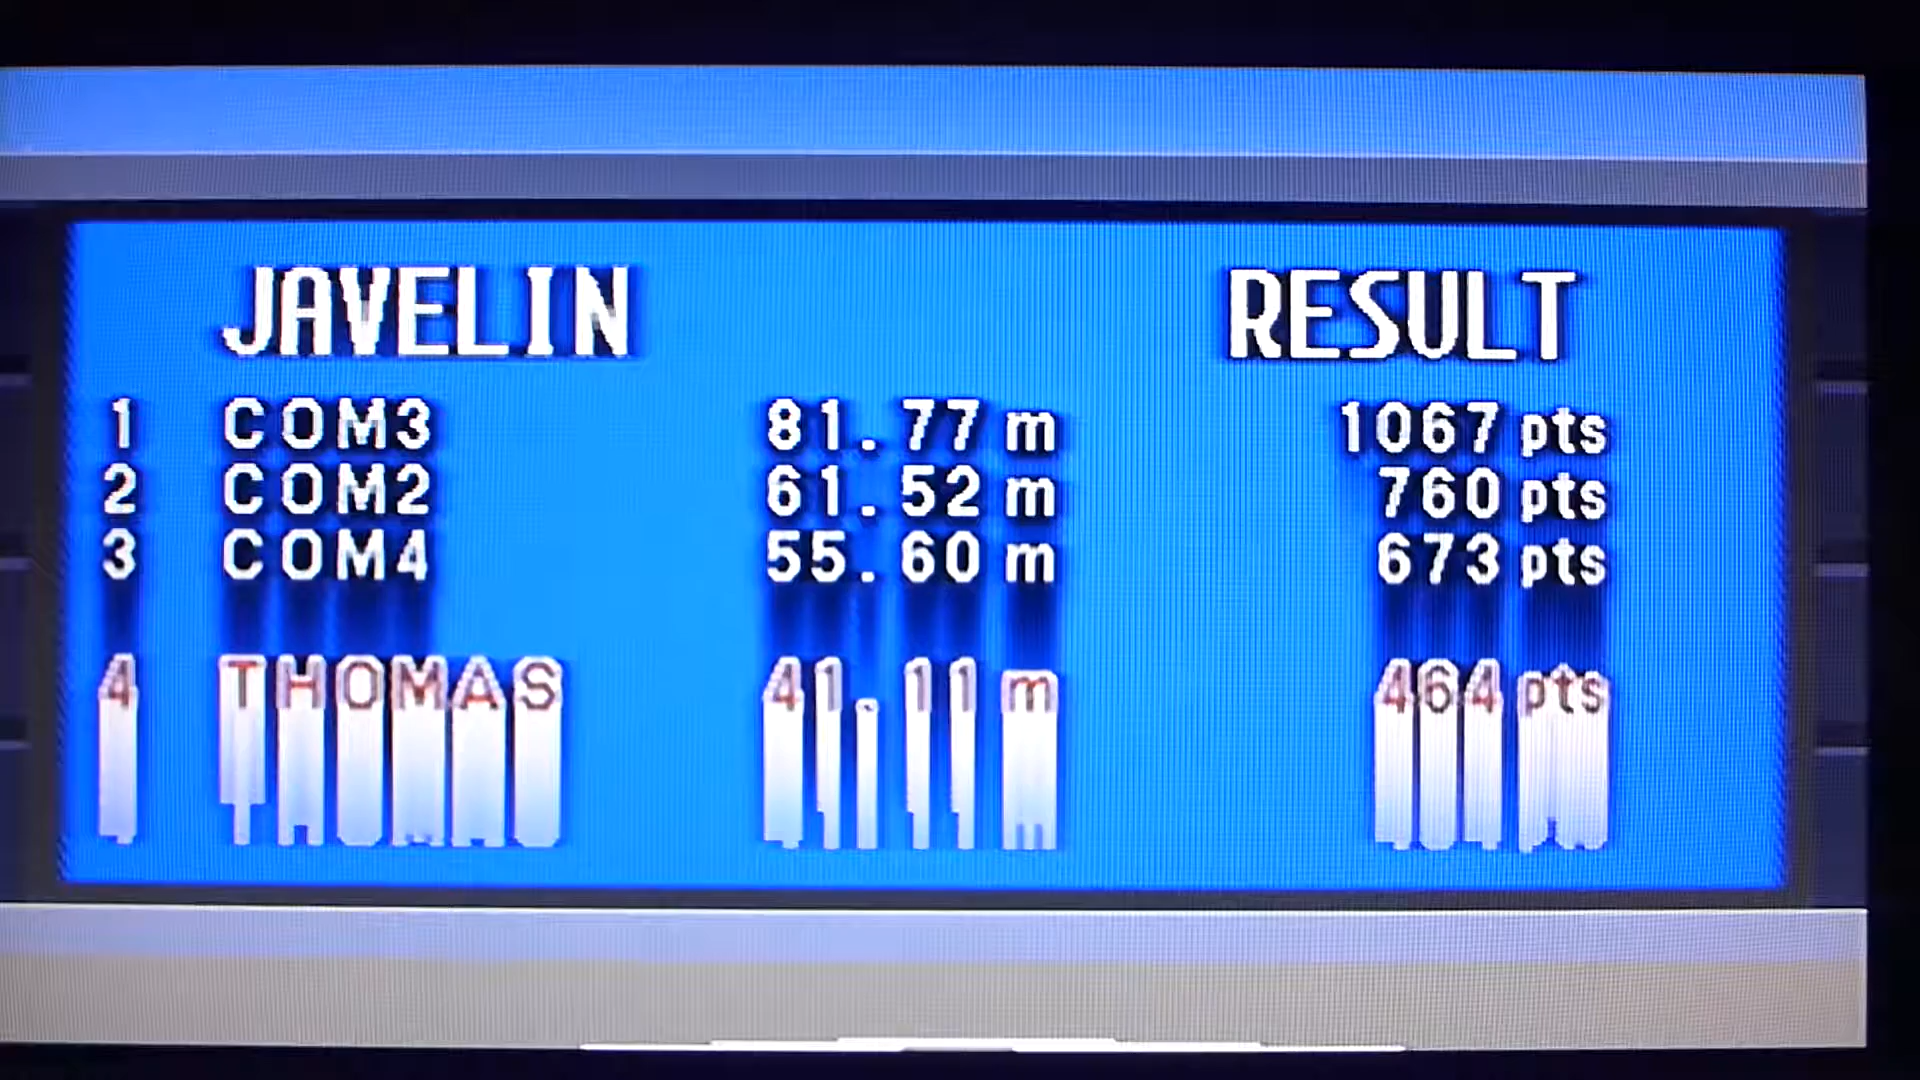 JAVELIN RESULT
1 COM3 81.77 m 1067 pts
2 COM2 61.52 m 760 pts
3 COM4 55.60 m 673 pts
4 THOMAS 41.11 m 464 pts